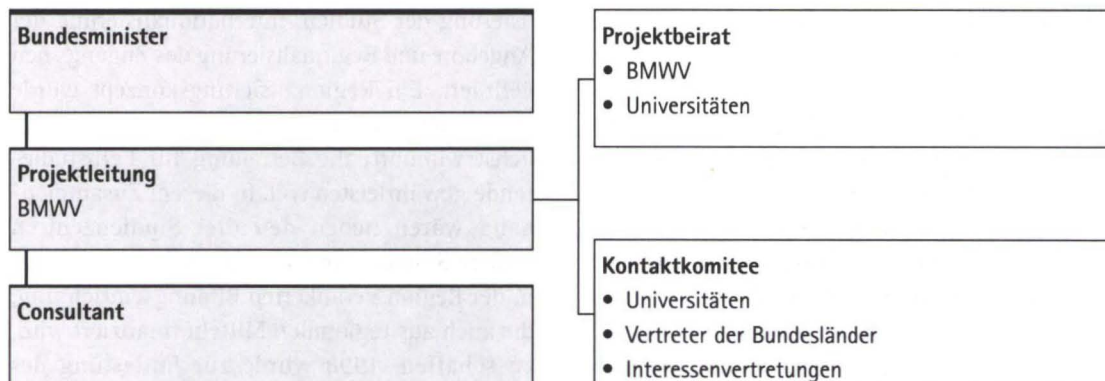 Bundesminister
Projektleitung
BMWV
Consultant
Projektbeirat
• BMWV
• Universitäten
Kontaktkomitee
• Universitäten
• Vertreter der Bundesländer
• Interessenvertretungen